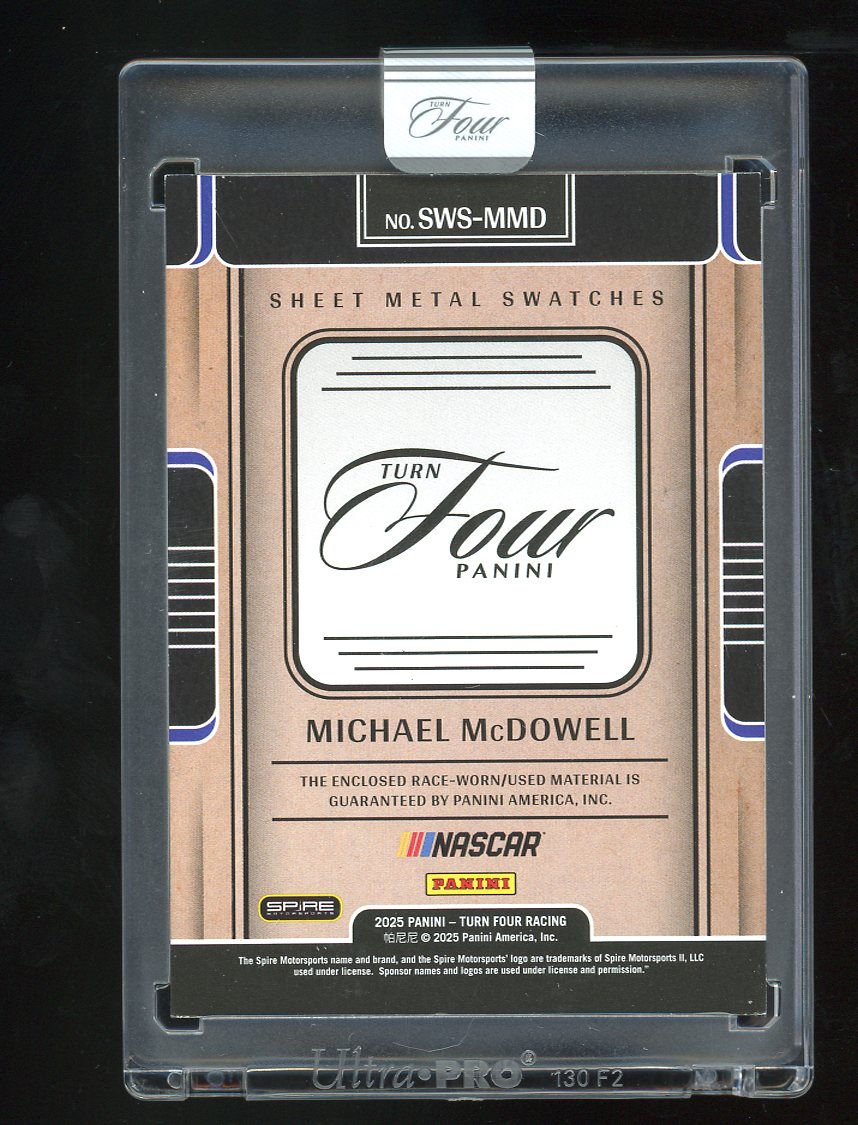 TURN
Four
PANINI
NO. SWS-MMD
SHEET METAL SWATCHES
TURN
Four
PANINI
MICHAEL McDOWELL
THE ENCLOSED RACE-WORN/USED MATERIAL IS
GUARANTEED BY PANINI AMERICA, INC.
NASCAR
PANINI
SPIRE
MOTORSPORTS
2025 PANINI – TURN FOUR RACING
帕尼尼 © 2025 Panini America, Inc.
The Spire Motorsports name and brand, and the Spire Motorsports' logo are trademarks of Spire Motorsports II, LLC
used under license. Sponsor names and logos are used under license and permission."
Ultra•PRO® 130 F2